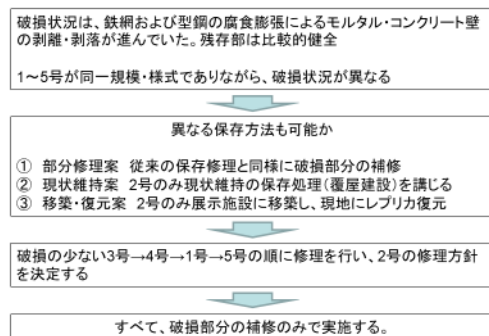 破損状況は、鉄網および型鋼の腐食膨張によるモルタル・コンクリート壁
の剥離・剥落が進んでいた。残存部は比較的健全
1～5号が同一規模・様式でありながら、破損状況が異なる
異なる保存方法も可能か
① 部分修理案 従来の保存修理と同様に破損部分の補修
② 現状維持案 2号のみ現状維持の保存処理(覆屋建設)を講じる
③ 移築・復元案 2号のみ展示施設に移築し、現地にレプリカ復元
破損の少ない3号→4号→1号→5号の順に修理を行い、2号の修理方針
を決定する
すべて、破損部分の補修のみで実施する。